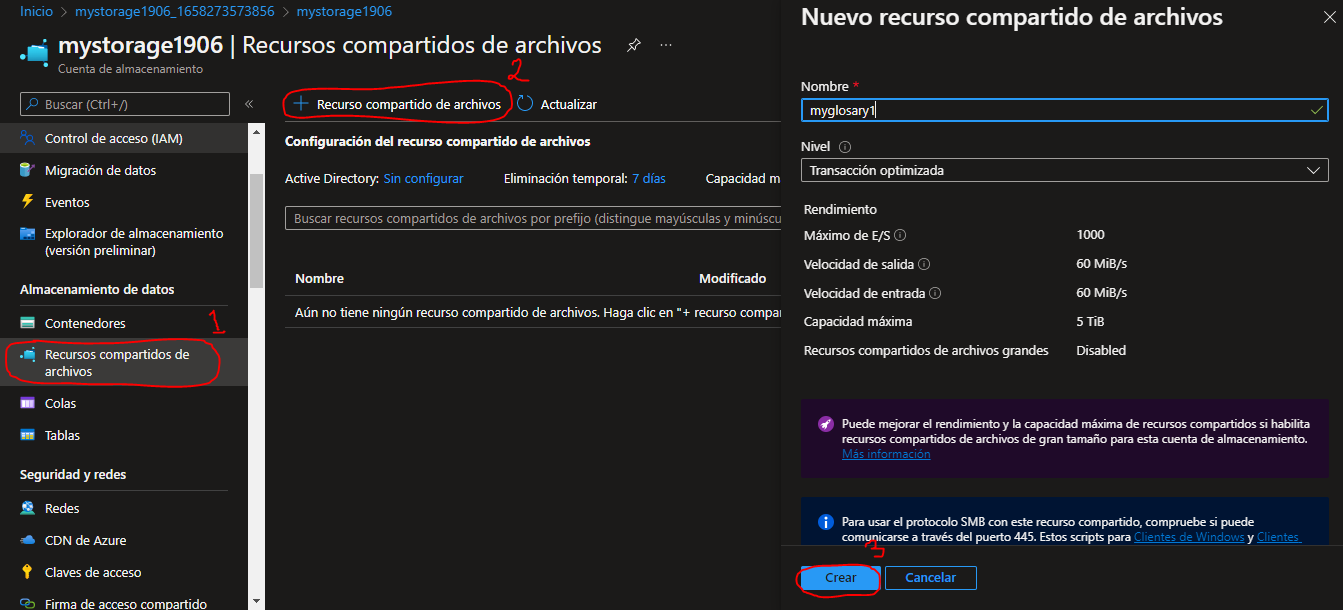 Inicio > mystorage1906_1658273573856 > mystorage1906
mystorage1906 | Recursos compartidos de archivos
Cuenta de almacenamiento
Buscar (Ctrl+/)
«
Control de acceso (IAM)
Migración de datos
Eventos
Explorador de almacenamiento
(versión preliminar)
Almacenamiento de datos
Contenedores
1
Recursos compartidos de
archivos
Colas
Tablas
Seguridad y redes
Redes
CDN de Azure
Claves de acceso
Firma de acceso compartido
2
+ Recurso compartido de archivos
Actualizar
Configuración del recurso compartido de archivos
Active Directory: Sin configurar
Eliminación temporal: 7 días
Capacidad m
Buscar recursos compartidos de archivos por prefijo (distingue mayúsculas y minúscu
Nombre
Modificado
Aún no tiene ningún recurso compartido de archivos. Haga clic en "+ recurso compar
Nuevo recurso compartido de archivos
Nombre *
myglosary1
Nivel
Transacción optimizada
Rendimiento
Máximo de E/S 1000
Velocidad de salida 60 MiB/s
Velocidad de entrada 60 MiB/s
Capacidad máxima 5 TiB
Recursos compartidos de archivos grandes Disabled
Puede mejorar el rendimiento y la capacidad máxima de recursos compartidos si habilita
recursos compartidos de archivos de gran tamaño para esta cuenta de almacenamiento.
Más información
Para usar el protocolo SMB con este recurso compartido, compruebe si puede
comunicarse a través del puerto 445. Estos scripts para Clientes de Windows y Clientes
3
Crear
Cancelar